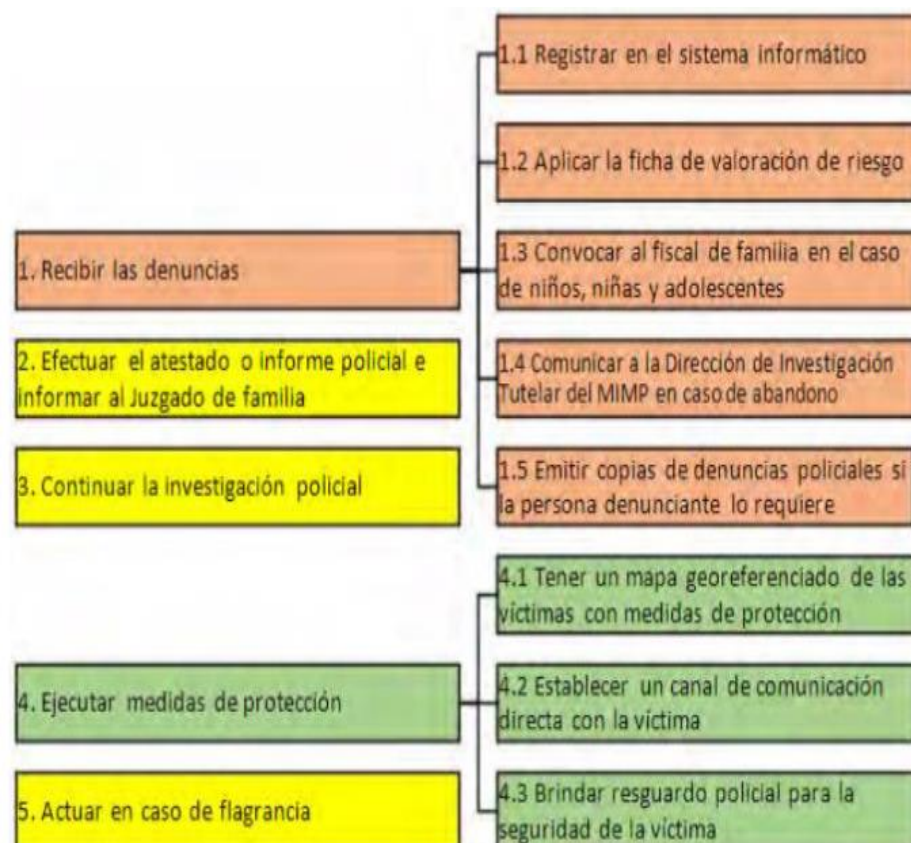 1. Recibir las denuncias
1.1 Registrar en el sistema informático
1.2 Aplicar la ficha de valoración de riesgo
1.3 Convocar al fiscal de familia en el caso
de niños, niñas y adolescentes
1.4 Comunicar a la Dirección de Investigación
Tutelar del MIMP en caso de abandono
1.5 Emitir copias de denuncias policiales si
la persona denunciante lo requiere
2. Efectuar el atestado o informe policial e
informar al Juzgado de familia
3. Continuar la investigación policial
4. Ejecutar medidas de protección
4.1 Tener un mapa georeferenciado de las
víctimas con medidas de protección
4.2 Establecer un canal de comunicación
directa con la víctima
4.3 Brindar resguardo policial para la
seguridad de la víctima
5. Actuar en caso de flagrancia